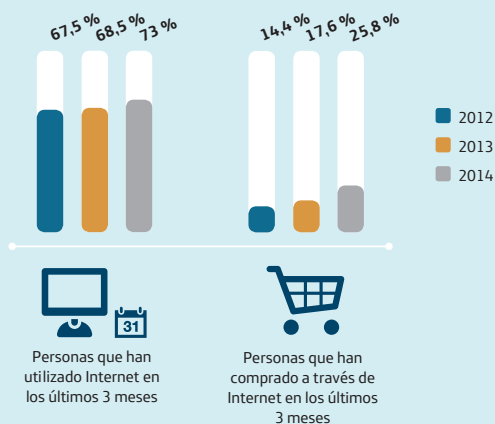 67,5 % 68,5 % 73 %
14,4 % 17,6 % 25,8 %
2012
2013
2014
31
Personas que han
utilizado Internet en
los últimos 3 meses
Personas que han
comprado a través de
Internet en los últimos
3 meses